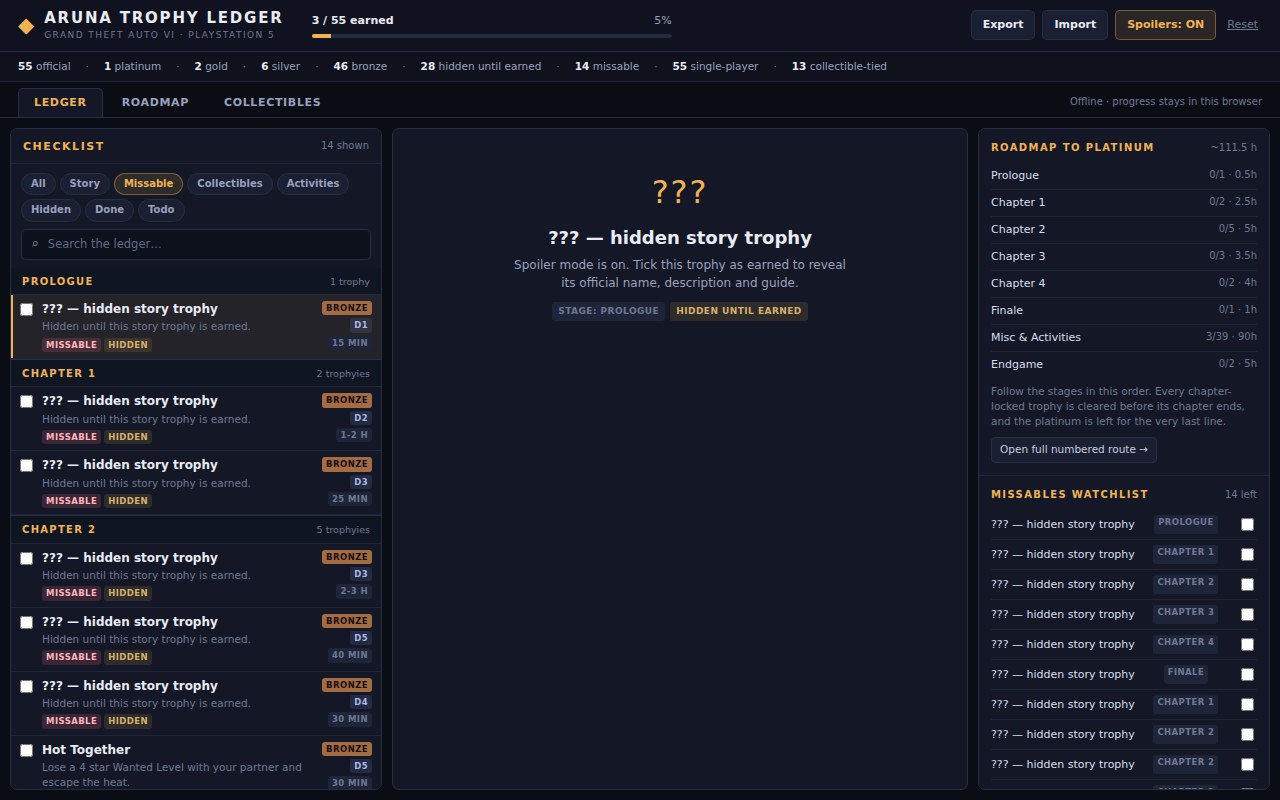 ARUNA TROPHY LEDGER
GRAND THEFT AUTO VI · PLAYSTATION 5
3 / 55 earned
5%
Export
Import
Spoilers: ON
Reset
55 official · 1 platinum · 2 gold · 6 silver · 46 bronze · 28 hidden until earned · 14 missable · 55 single-player · 13 collectible-tied
LEDGER
ROADMAP
COLLECTIBLES
Offline · progress stays in this browser
CHECKLIST
14 shown
All
Story
Missable
Collectibles
Activities
Hidden
Done
Todo
Search the ledger…
PROLOGUE
1 trophy
??? — hidden story trophy
Hidden until this story trophy is earned.
MISSABLE HIDDEN
BRONZE
D1
15 MIN
CHAPTER 1
2 trophyies
??? — hidden story trophy
Hidden until this story trophy is earned.
MISSABLE HIDDEN
BRONZE
D2
1-2 H
??? — hidden story trophy
Hidden until this story trophy is earned.
MISSABLE HIDDEN
BRONZE
D3
25 MIN
CHAPTER 2
5 trophyies
??? — hidden story trophy
Hidden until this story trophy is earned.
MISSABLE HIDDEN
BRONZE
D3
2-3 H
??? — hidden story trophy
Hidden until this story trophy is earned.
MISSABLE HIDDEN
BRONZE
D5
40 MIN
??? — hidden story trophy
Hidden until this story trophy is earned.
MISSABLE HIDDEN
BRONZE
D4
30 MIN
Hot Together
Lose a 4 star Wanted Level with your partner and
escape the heat.
BRONZE
D5
30 MIN
???
??? — hidden story trophy
Spoiler mode is on. Tick this trophy as earned to reveal
its official name, description and guide.
STAGE: PROLOGUE
HIDDEN UNTIL EARNED
ROADMAP TO PLATINUM
~111.5 h
Prologue
0/1 · 0.5h
Chapter 1
0/2 · 2.5h
Chapter 2
0/5 · 5h
Chapter 3
0/3 · 3.5h
Chapter 4
0/2 · 4h
Finale
0/1 · 1h
Misc & Activities
3/39 · 90h
Endgame
0/2 · 5h
Follow the stages in this order. Every chapter-
locked trophy is cleared before its chapter ends,
and the platinum is left for the very last line.
Open full numbered route →
MISSABLES WATCHLIST
14 left
??? — hidden story trophy
PROLOGUE
??? — hidden story trophy
CHAPTER 1
??? — hidden story trophy
CHAPTER 2
??? — hidden story trophy
CHAPTER 3
??? — hidden story trophy
CHAPTER 4
??? — hidden story trophy
FINALE
??? — hidden story trophy
CHAPTER 1
??? — hidden story trophy
CHAPTER 2
??? — hidden story trophy
CHAPTER 2